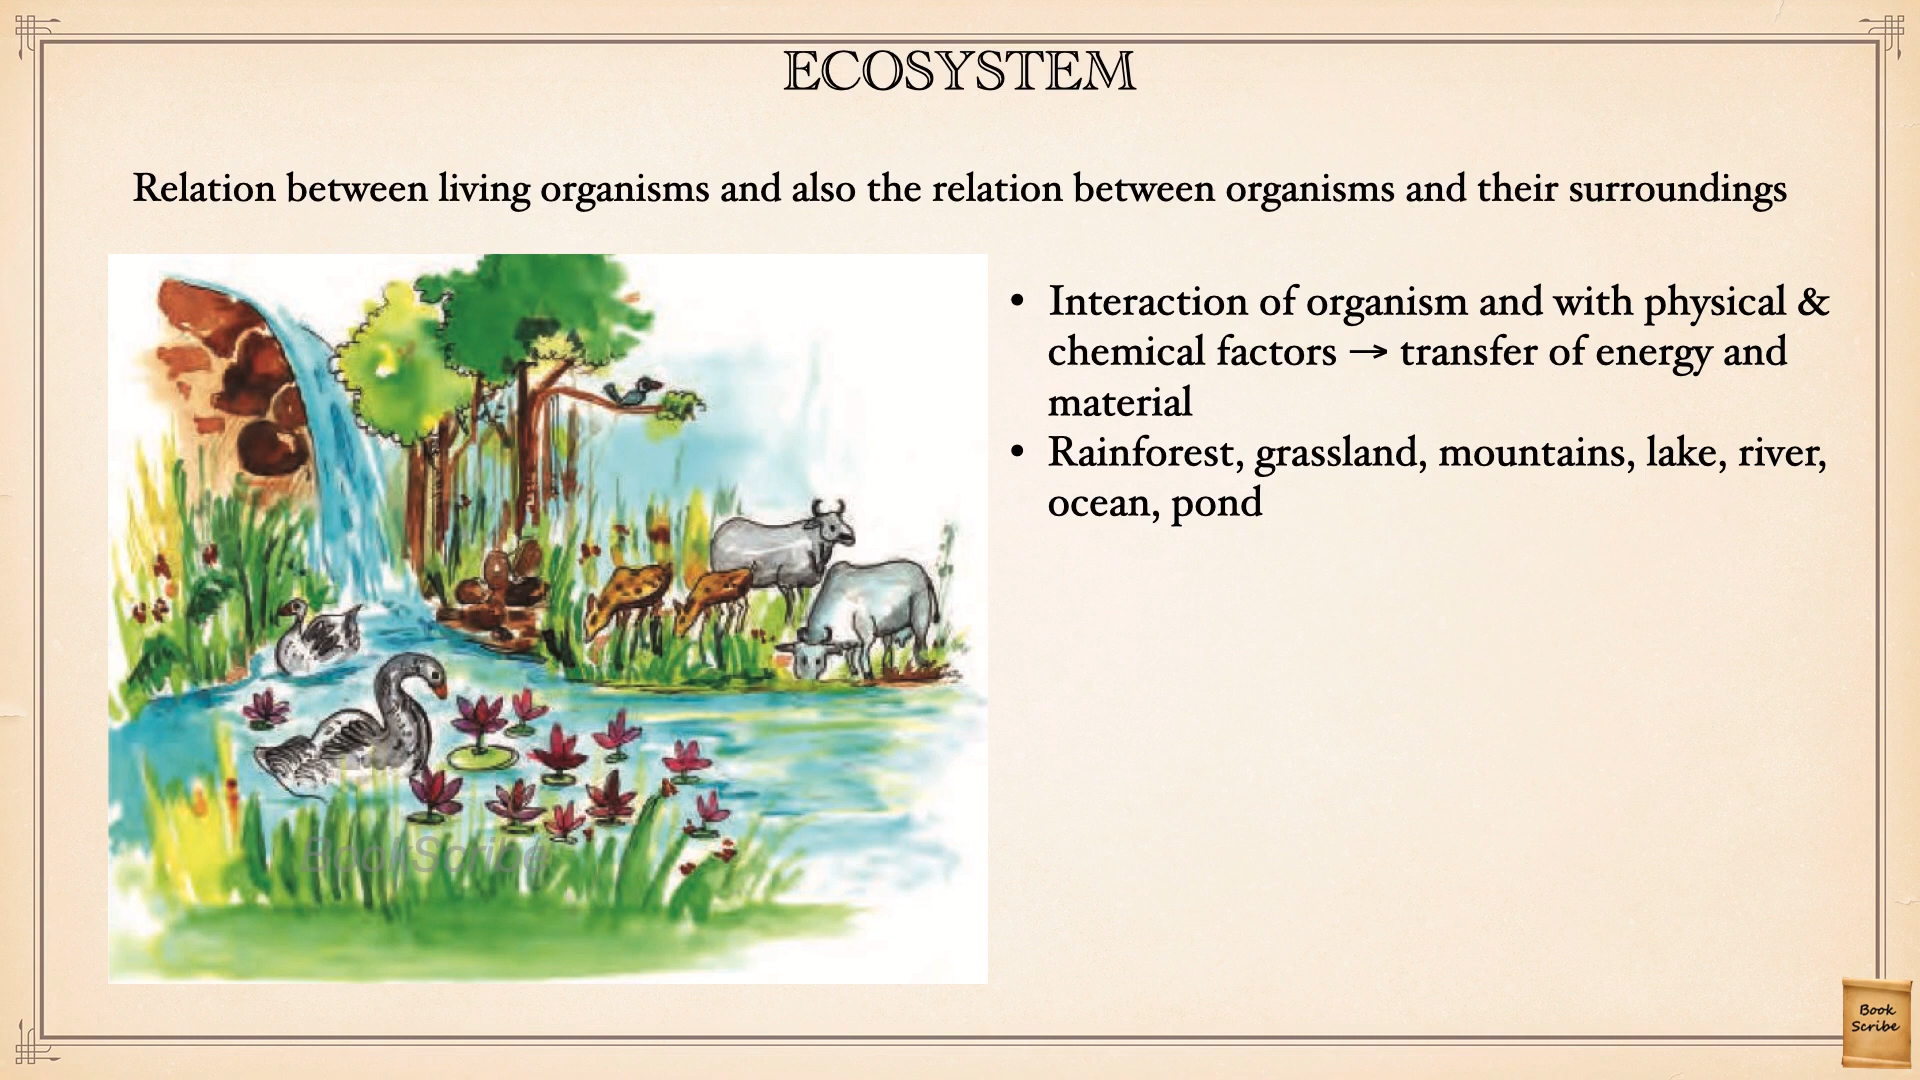 ECOSYSTEM
Relation between living organisms and also the relation between organisms and their surroundings
• Interaction of organism and with physical &
chemical factors → transfer of energy and
material
• Rainforest, grassland, mountains, lake, river,
ocean, pond
BookScribe
Book
Scribe